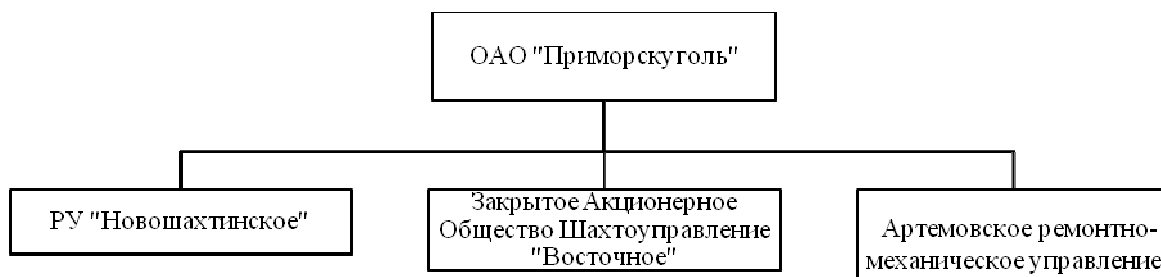 ОАО "Приморскуголь"
РУ "Новошахтинское"
Закрытое Акционерное
Общество Шахтоуправление
"Восточное"
Артемовское ремонтно-
механическое управление